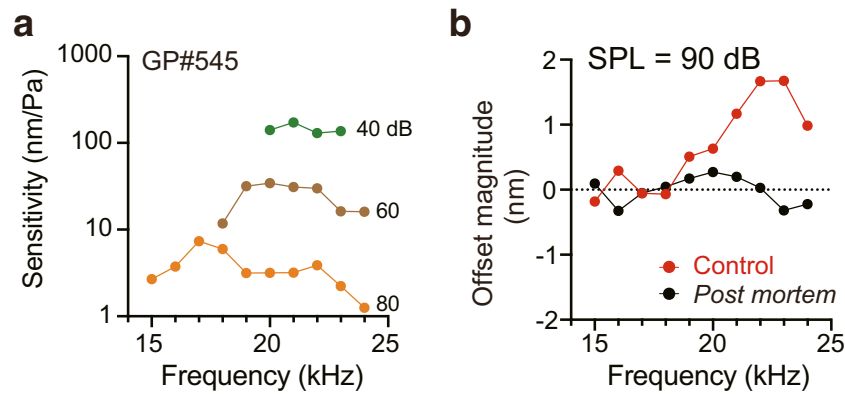 a
GP#545
Sensitivity (nm/Pa)
1000
100
10
1
40 dB
60
80
15
20
25
Frequency (kHz)
b
SPL = 90 dB
Offset magnitude
(nm)
2
1
0
-1
-2
Control
Post mortem
15
20
25
Frequency (kHz)